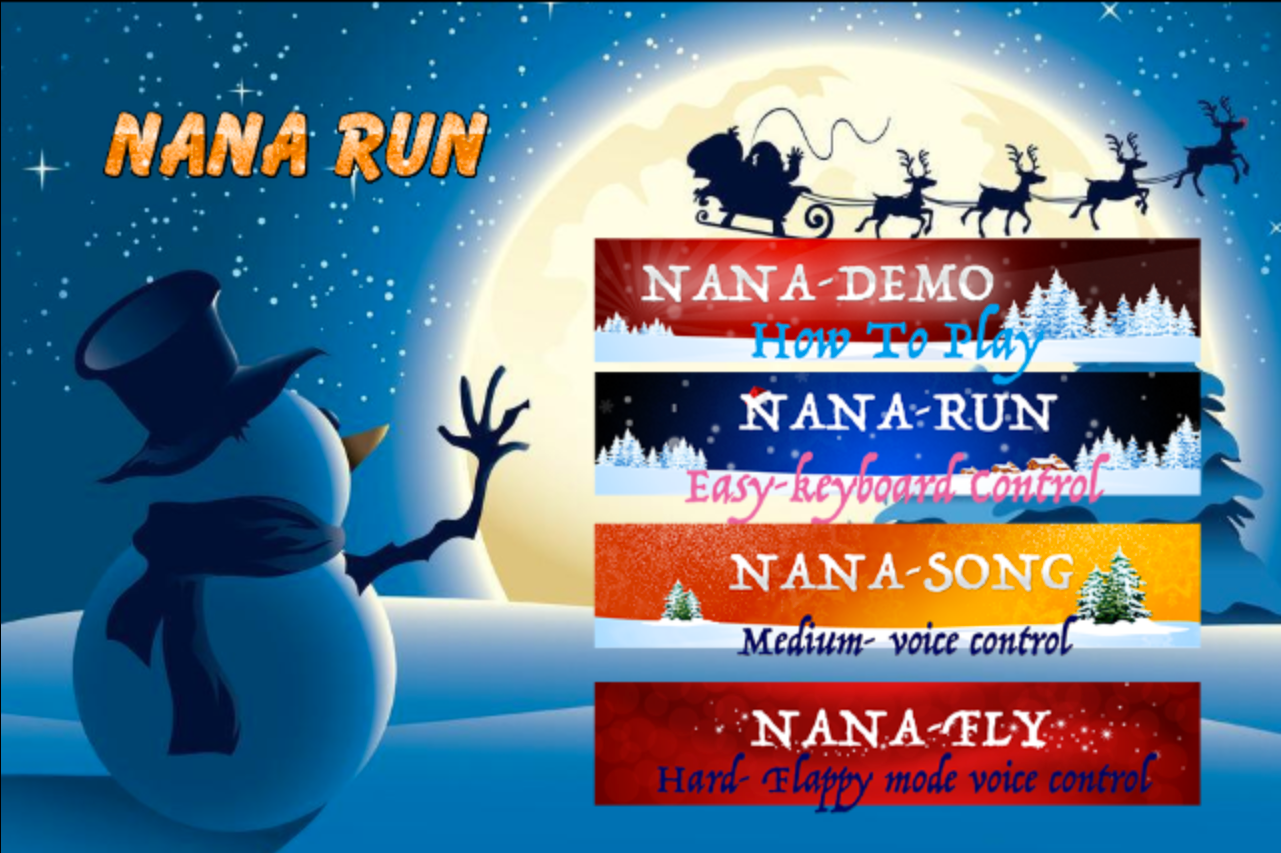 NANA RUN
NANA-DEMO
How To Play
NANA-RUN
Easy-keyboard Control
NANA-SONG
Medium- voice control
NANA-FLY
Hard- Flappy mode voice control